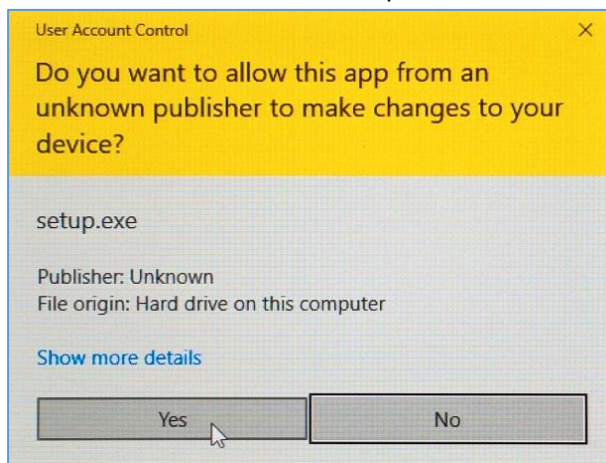 User Account Control
Do you want to allow this app from an
unknown publisher to make changes to your
device?
setup.exe
Publisher: Unknown
File origin: Hard drive on this computer
Show more details
Yes
No